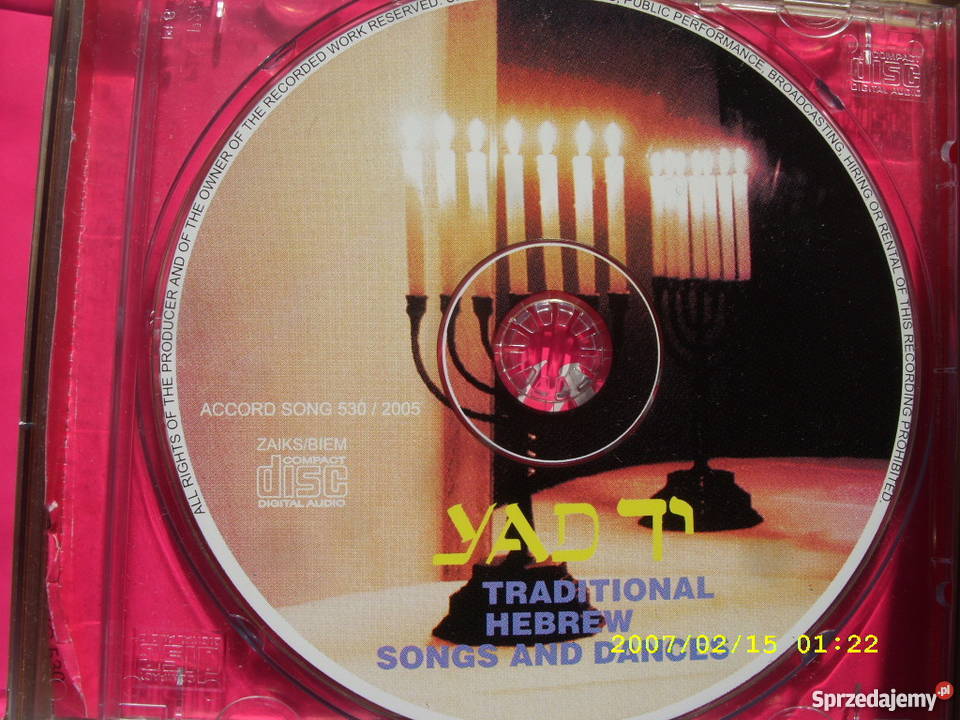 ALL RIGHTS OF THE PRODUCER AND OF THE OWNER OF THE RECORDED WORK RESERVED. PUBLIC PERFORMANCE, BROADCASTING, HIRING OR RENTAL OF THIS RECORDING PROHIBITED
COMPACT
disc
DIGITAL AUDIO
ACCORD SONG 530 / 2005
ZAIKS/BIEM
COMPACT
disc
DIGITAL AUDIO
YAD יד
TRADITIONAL
HEBREW
SONGS AND DANCES
2007/02/15 01:22
Sprzedajemy.pl